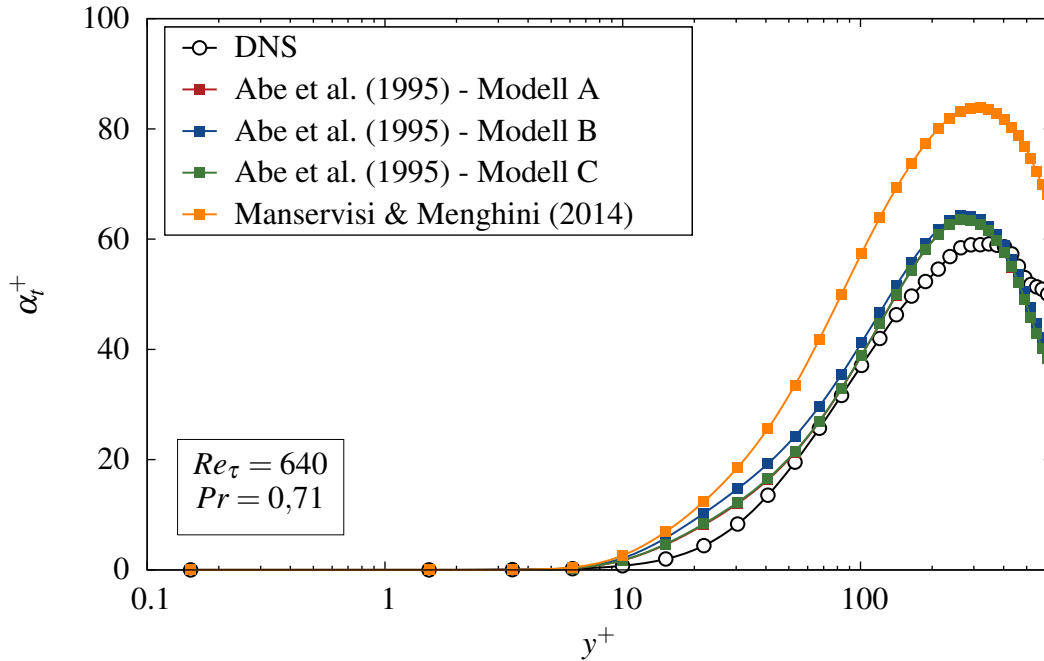 100
80
60
40
20
0
α_t^+
DNS
Abe et al. (1995) - Modell A
Abe et al. (1995) - Modell B
Abe et al. (1995) - Modell C
Manservisi & Menghini (2014)
Re_τ = 640
Pr = 0,71
0.1 1 10 100
y^+